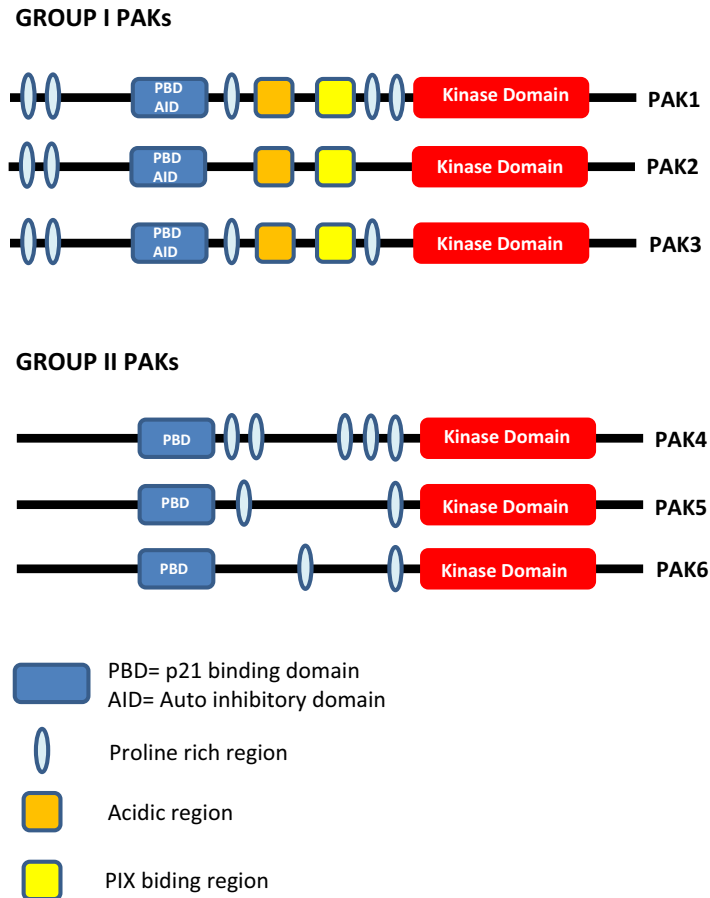 GROUP I PAKs
PBD
AID
Kinase Domain
PAK1
PBD
AID
Kinase Domain
PAK2
PBD
AID
Kinase Domain
PAK3
GROUP II PAKs
PBD
Kinase Domain
PAK4
PBD
Kinase Domain
PAK5
PBD
Kinase Domain
PAK6
PBD= p21 binding domain
AID= Auto inhibitory domain
Proline rich region
Acidic region
PIX biding region